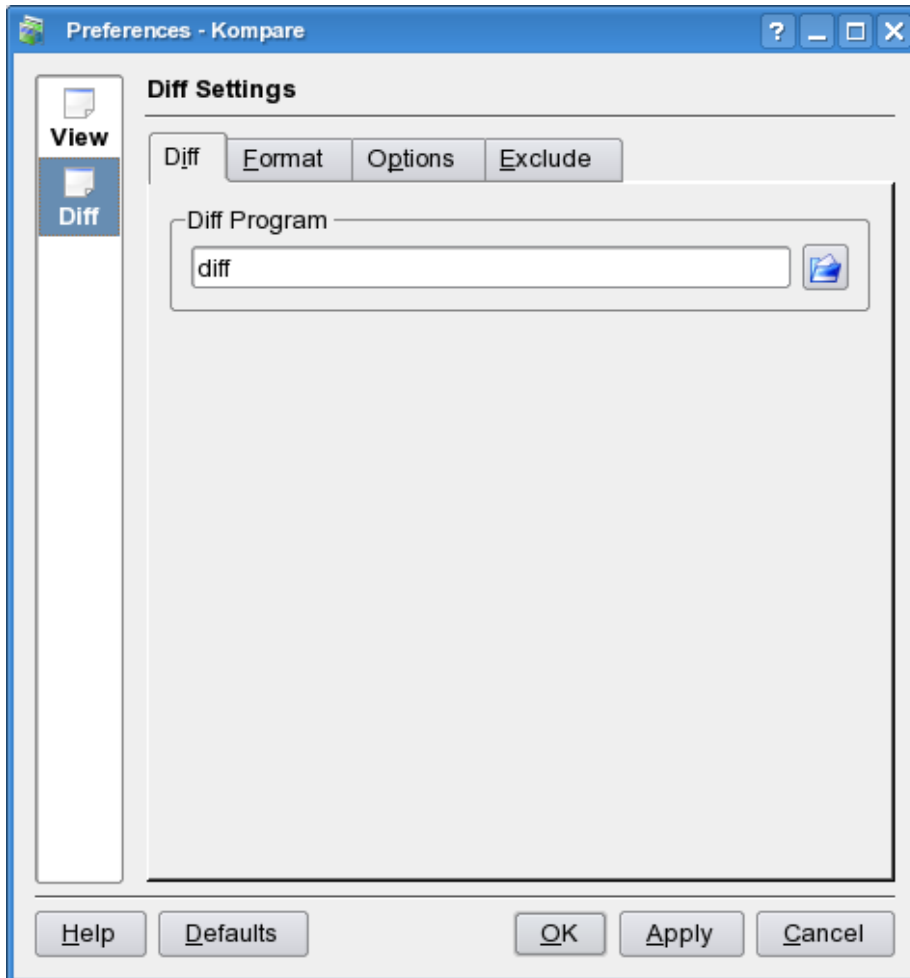 Preferences - Kompare
?
View
Diff
Diff Settings
Diff Format Options Exclude
Diff Program
diff
Help Defaults OK Apply Cancel